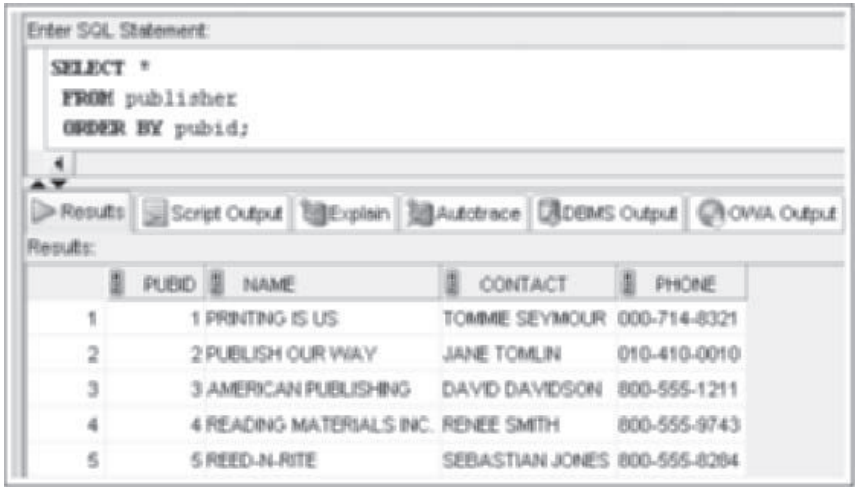 Enter SQL Statement:
SELECT *
FROM publisher
ORDER BY pubid;
Results Script Output Explain Autotrace DBMS Output OWA Output
Results:
PUBID NAME CONTACT PHONE
1 1 PRINTING IS US TOMMIE SEYMOUR 000-714-8321
2 2 PUBLISH OUR WAY JANE TOMLIN 010-410-0010
3 3 AMERICAN PUBLISHING DAVID DAVIDSON 800-555-1211
4 4 READING MATERIALS INC. RENEE SMITH 800-555-9743
5 5 REED-N-RITE SEBASTIAN JONES 800-555-8284